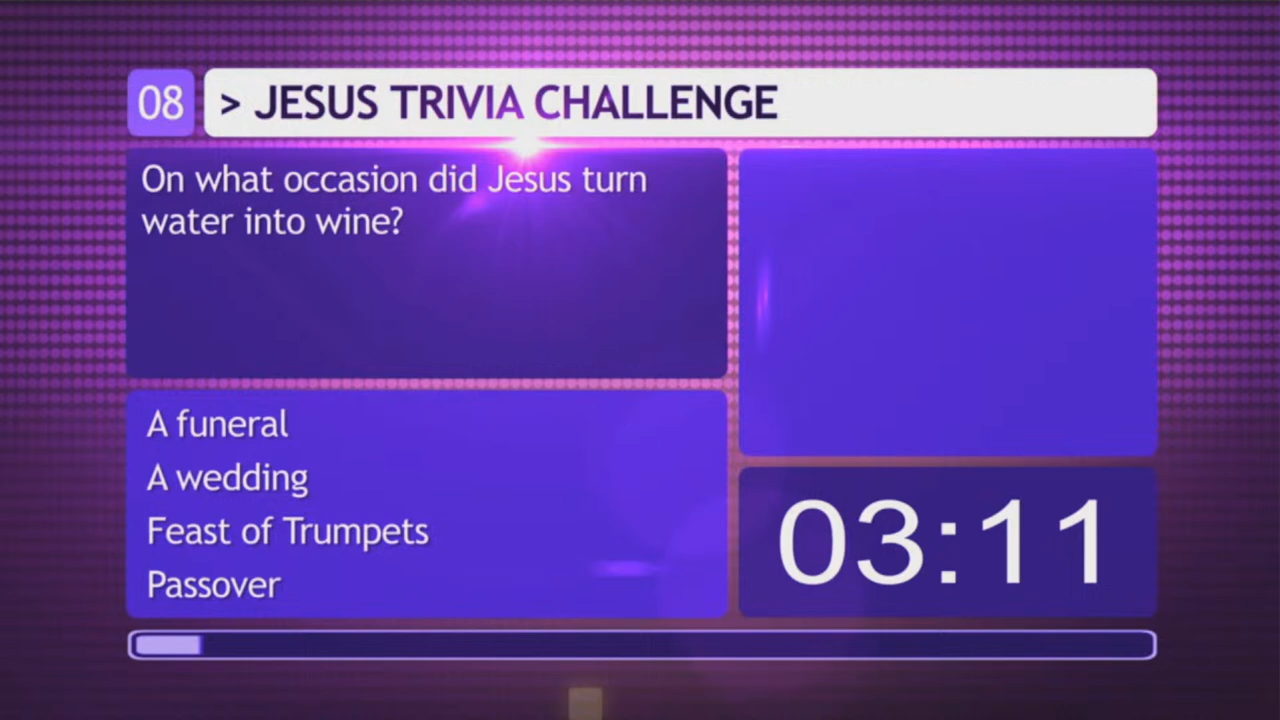 08 > JESUS TRIVIA CHALLENGE
On what occasion did Jesus turn
water into wine?
A funeral
A wedding
Feast of Trumpets
Passover
03:11